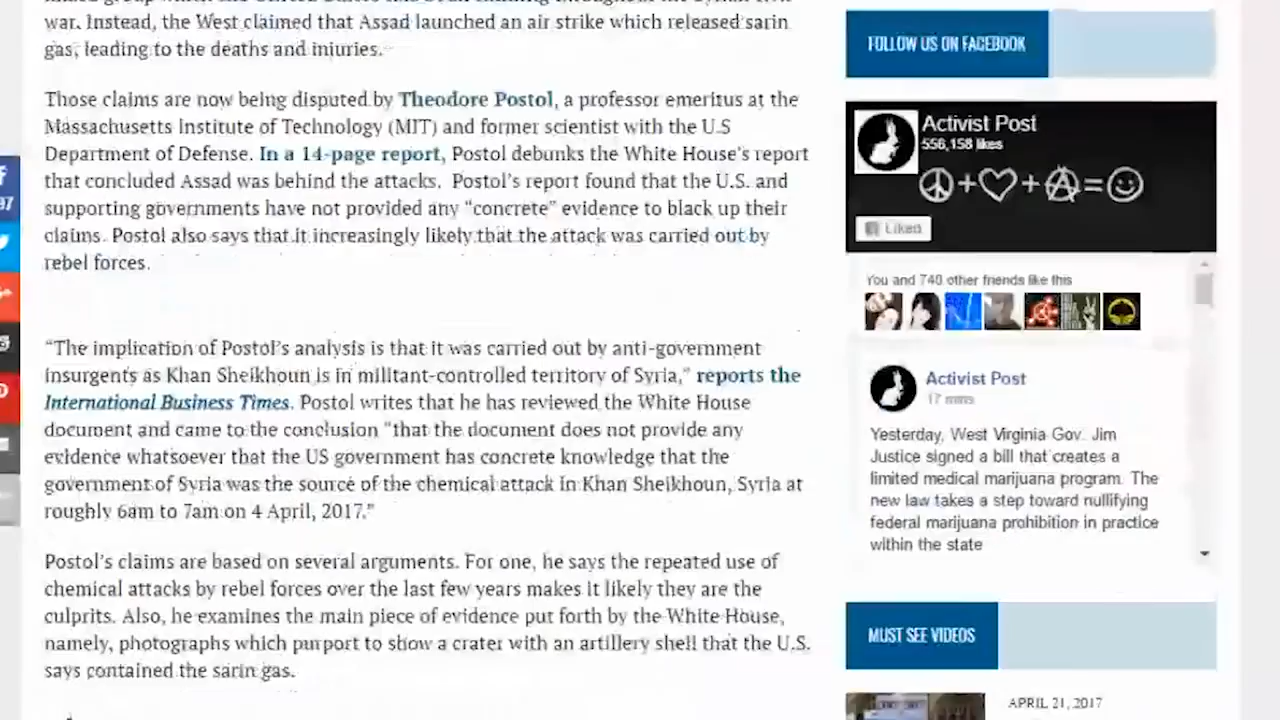 war. Instead, the West claimed that Assad launched an air strike which released sarin
gas, leading to the deaths and injuries.
Those claims are now being disputed by Theodore Postol, a professor emeritus at the
Massachusetts Institute of Technology (MIT) and former scientist with the U.S
Department of Defense. In a 14-page report, Postol debunks the White House's report
that concluded Assad was behind the attacks. Postol's report found that the U.S. and
supporting governments have not provided any “concrete” evidence to black up their
claims. Postol also says that it increasingly likely that the attack was carried out by
rebel forces.
“The implication of Postol's analysis is that it was carried out by anti-government
insurgents as Khan Sheikhoun is in militant-controlled territory of Syria,” reports the
International Business Times. Postol writes that he has reviewed the White House
document and came to the conclusion “that the document does not provide any
evidence whatsoever that the US government has concrete knowledge that the
government of Syria was the source of the chemical attack in Khan Sheikhoun, Syria at
roughly 6am to 7am on 4 April, 2017.”
Postol's claims are based on several arguments. For one, he says the repeated use of
chemical attacks by rebel forces over the last few years makes it likely they are the
culprits. Also, he examines the main piece of evidence put forth by the White House,
namely, photographs which purport to show a crater with an artillery shell that the U.S.
says contained the sarin gas.
FOLLOW US ON FACEBOOK
Activist Post
556,158 likes
Liked
You and 740 other friends like this
Activist Post
17 mins
Yesterday, West Virginia Gov. Jim
Justice signed a bill that creates a
limited medical marijuana program. The
new law takes a step toward nullifying
federal marijuana prohibition in practice
within the state
MUST SEE VIDEOS
APRIL 21, 2017